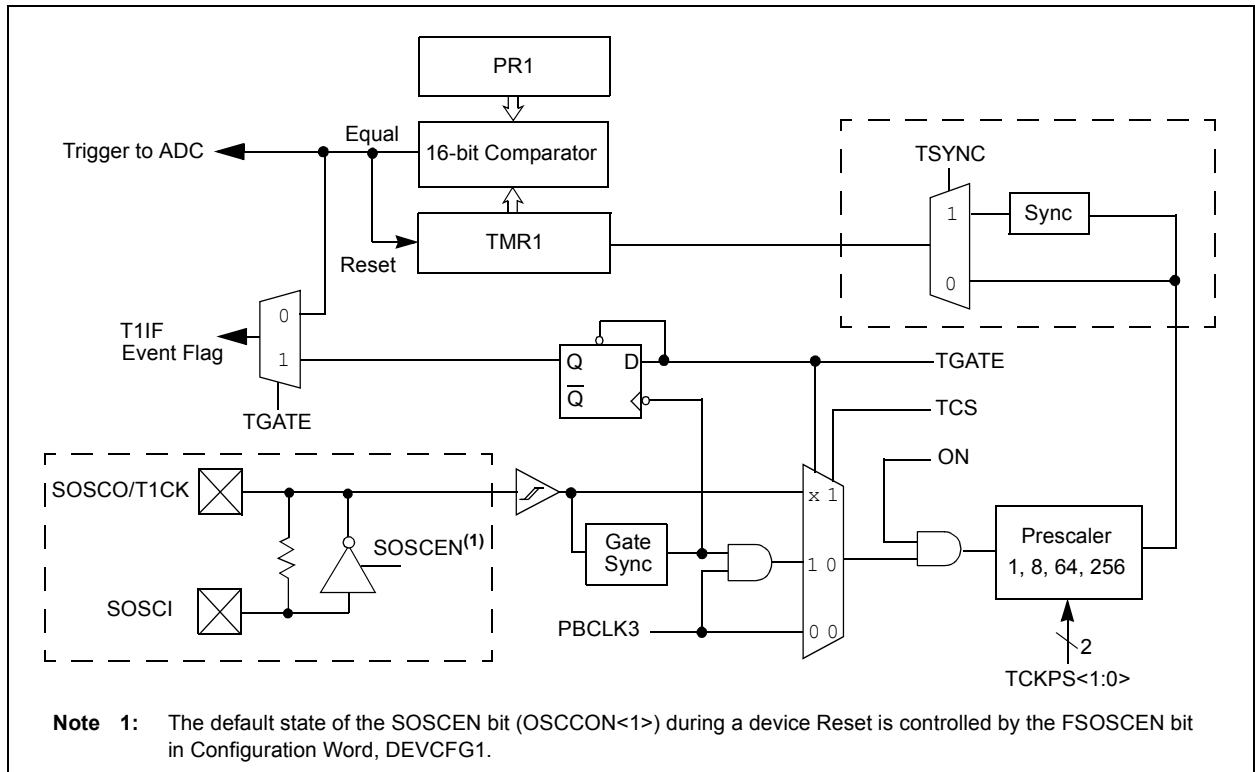 PR1
Equal
Trigger to ADC
16-bit Comparator
TSYNC
1
Sync
TMR1
Reset
0
0
T1IF
Event Flag
1
Q
D
TGATE
Q̅
TCS
TGATE
ON
SOSCO/T1CK
x 1
SOSCEN(1)
Gate
Sync
1 0
Prescaler
1, 8, 64, 256
SOSCI
PBCLK3
0 0
2
TCKPS<1:0>
Note 1: The default state of the SOSCEN bit (OSCCON<1>) during a device Reset is controlled by the FSOSCEN bit
in Configuration Word, DEVCFG1.